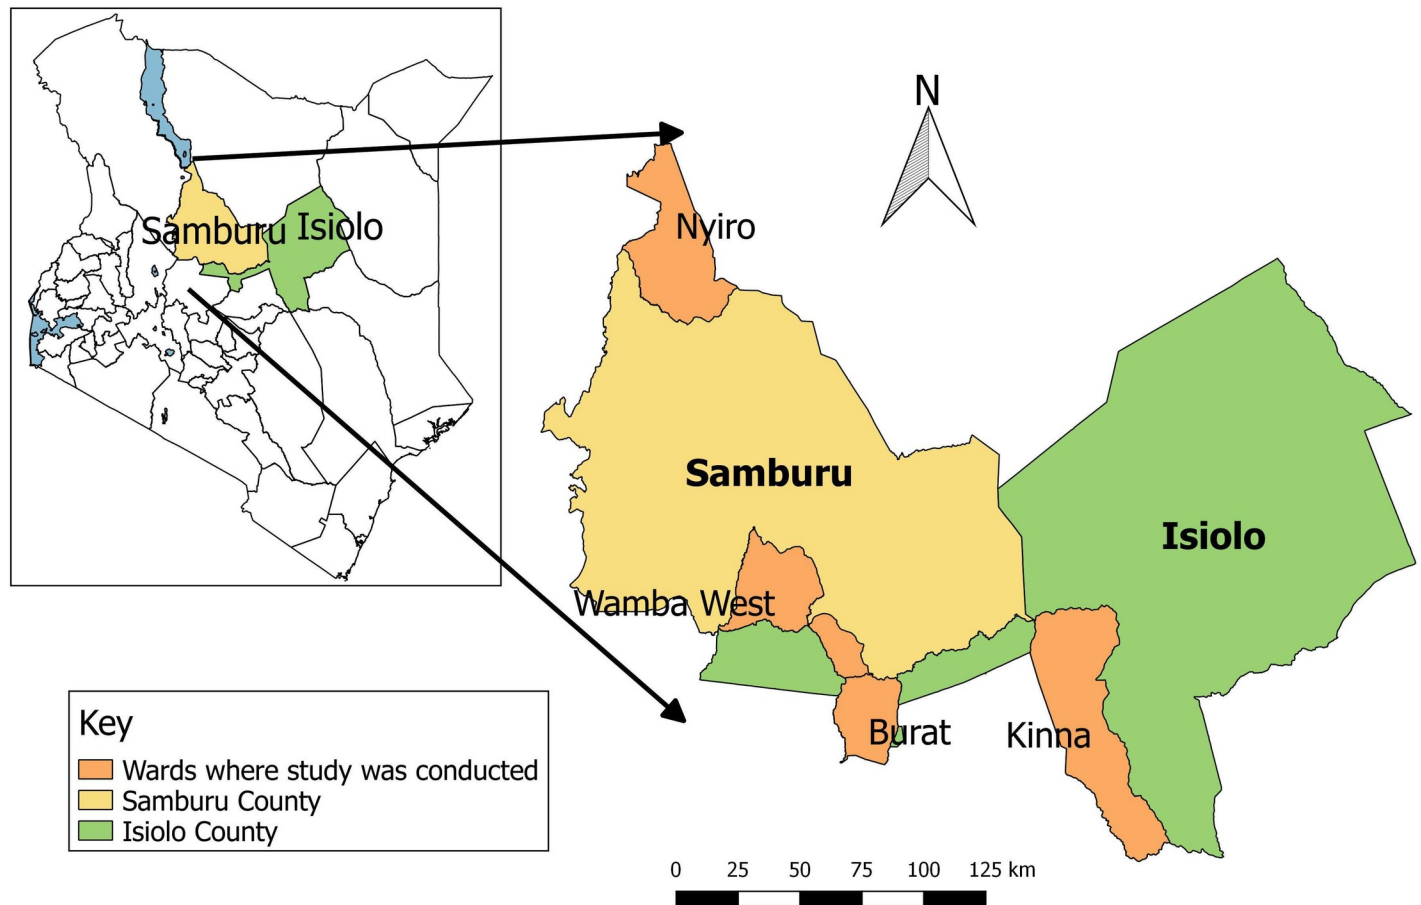 Samburu Isiolo
N
Nyiro
Samburu
Isiolo
Wamba West
Burat
Kinna
Key
Wards where study was conducted
Samburu County
Isiolo County
0 25 50 75 100 125 km